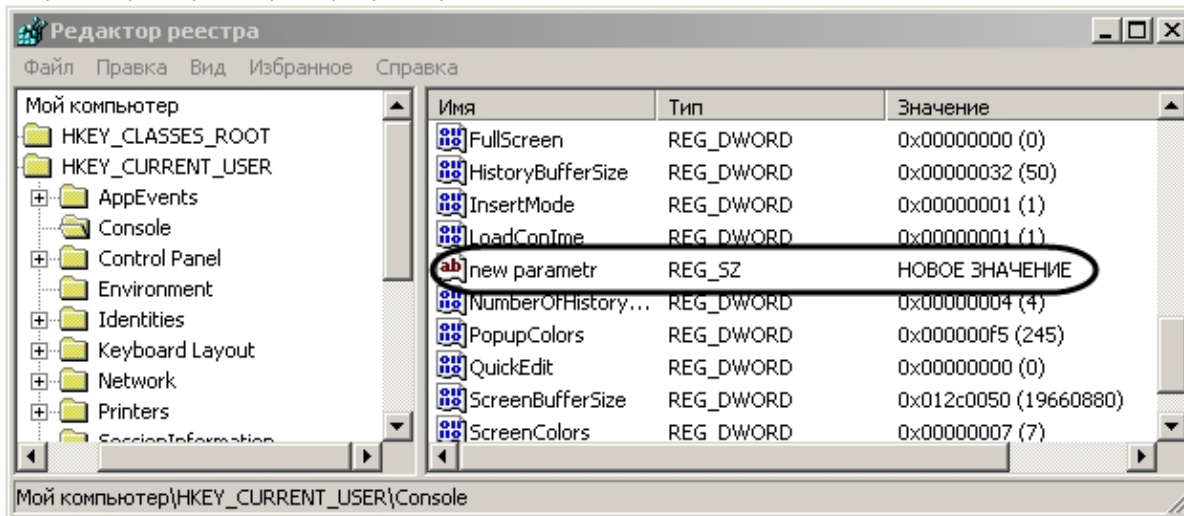 Редактор реестра
Файл Правка Вид Избранное Справка
Мой компьютер
HKEY_CLASSES_ROOT
HKEY_CURRENT_USER
AppEvents
Console
Control Panel
Environment
Identities
Keyboard Layout
Network
Printers
SessionInformation
Имя Тип Значение
FullScreen REG_DWORD 0x00000000 (0)
HistoryBufferSize REG_DWORD 0x00000032 (50)
InsertMode REG_DWORD 0x00000001 (1)
LoadConIme REG_DWORD 0x00000001 (1)
new parametr REG_SZ НОВОЕ ЗНАЧЕНИЕ
NumberOfHistory... REG_DWORD 0x00000004 (4)
PopupColors REG_DWORD 0x000000f5 (245)
QuickEdit REG_DWORD 0x00000000 (0)
ScreenBufferSize REG_DWORD 0x012c0050 (19660880)
ScreenColors REG_DWORD 0x00000007 (7)
Мой компьютер\HKEY_CURRENT_USER\Console